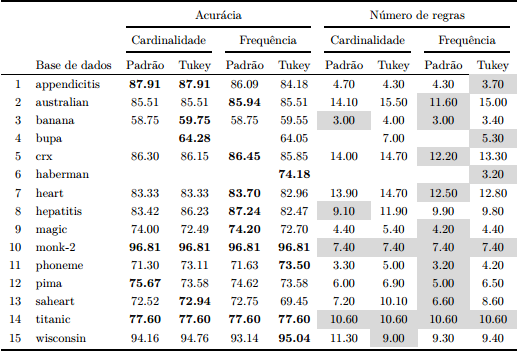 Acurácia Número de regras
Cardinalidade Frequência Cardinalidade Frequência
Base de dados Padrão Tukey Padrão Tukey Padrão Tukey Padrão Tukey
1 appendicitis 87.91 87.91 86.09 84.18 4.70 4.30 4.30 3.70
2 australian 85.51 85.51 85.94 85.51 14.10 15.50 11.60 15.00
3 banana 58.75 59.75 58.75 59.55 3.00 4.00 3.00 3.40
4 bupa 64.28 64.05 7.00 5.30
5 crx 86.30 86.15 86.45 85.85 14.00 14.70 12.20 13.30
6 haberman 74.18 3.20
7 heart 83.33 83.33 83.70 82.96 13.90 14.70 12.50 12.80
8 hepatitis 83.42 86.23 87.24 82.47 9.10 11.90 9.90 9.80
9 magic 74.00 72.49 74.20 72.70 4.40 5.40 4.20 4.40
10 monk-2 96.81 96.81 96.81 96.81 7.40 7.40 7.40 7.40
11 phoneme 71.30 73.11 71.63 73.50 3.30 5.00 3.20 4.20
12 pima 75.67 73.58 74.62 73.58 6.00 6.90 5.00 6.50
13 saheart 72.52 72.94 72.75 69.45 7.20 10.10 6.60 8.60
14 titanic 77.60 77.60 77.60 77.60 10.60 10.60 10.60 10.60
15 wisconsin 94.16 94.76 93.14 95.04 11.30 9.00 9.30 9.40